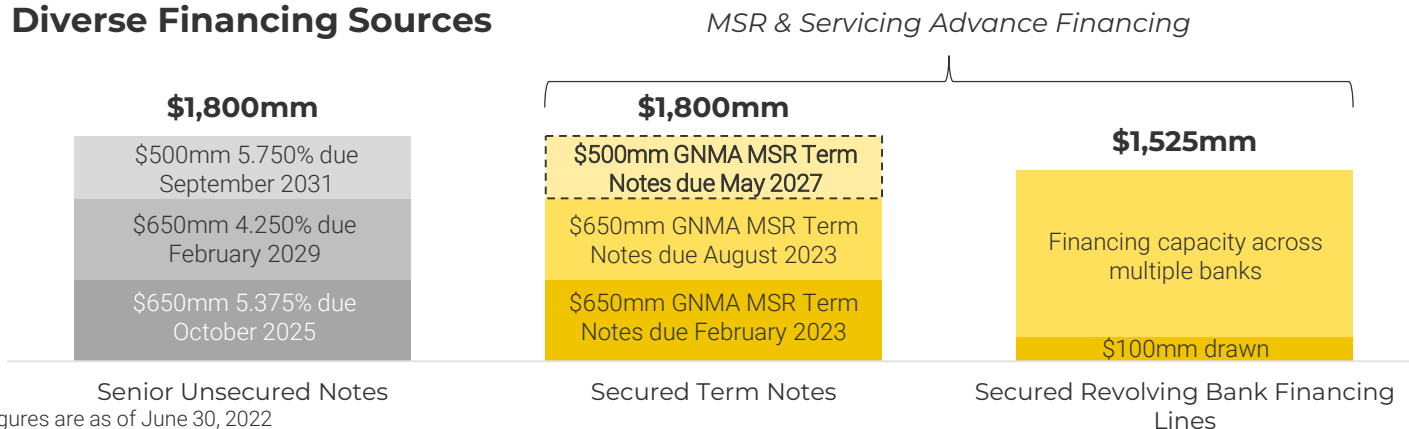 Diverse Financing Sources
MSR & Servicing Advance Financing
$1,800mm
$500mm 5.750% due
September 2031
$650mm 4.250% due
February 2029
$650mm 5.375% due
October 2025
Senior Unsecured Notes
$1,800mm
$500mm GNMA MSR Term
Notes due May 2027
$650mm GNMA MSR Term
Notes due August 2023
$650mm GNMA MSR Term
Notes due February 2023
Secured Term Notes
$1,525mm
Financing capacity across
multiple banks
$100mm drawn
Secured Revolving Bank Financing
Lines
gures are as of June 30, 2022